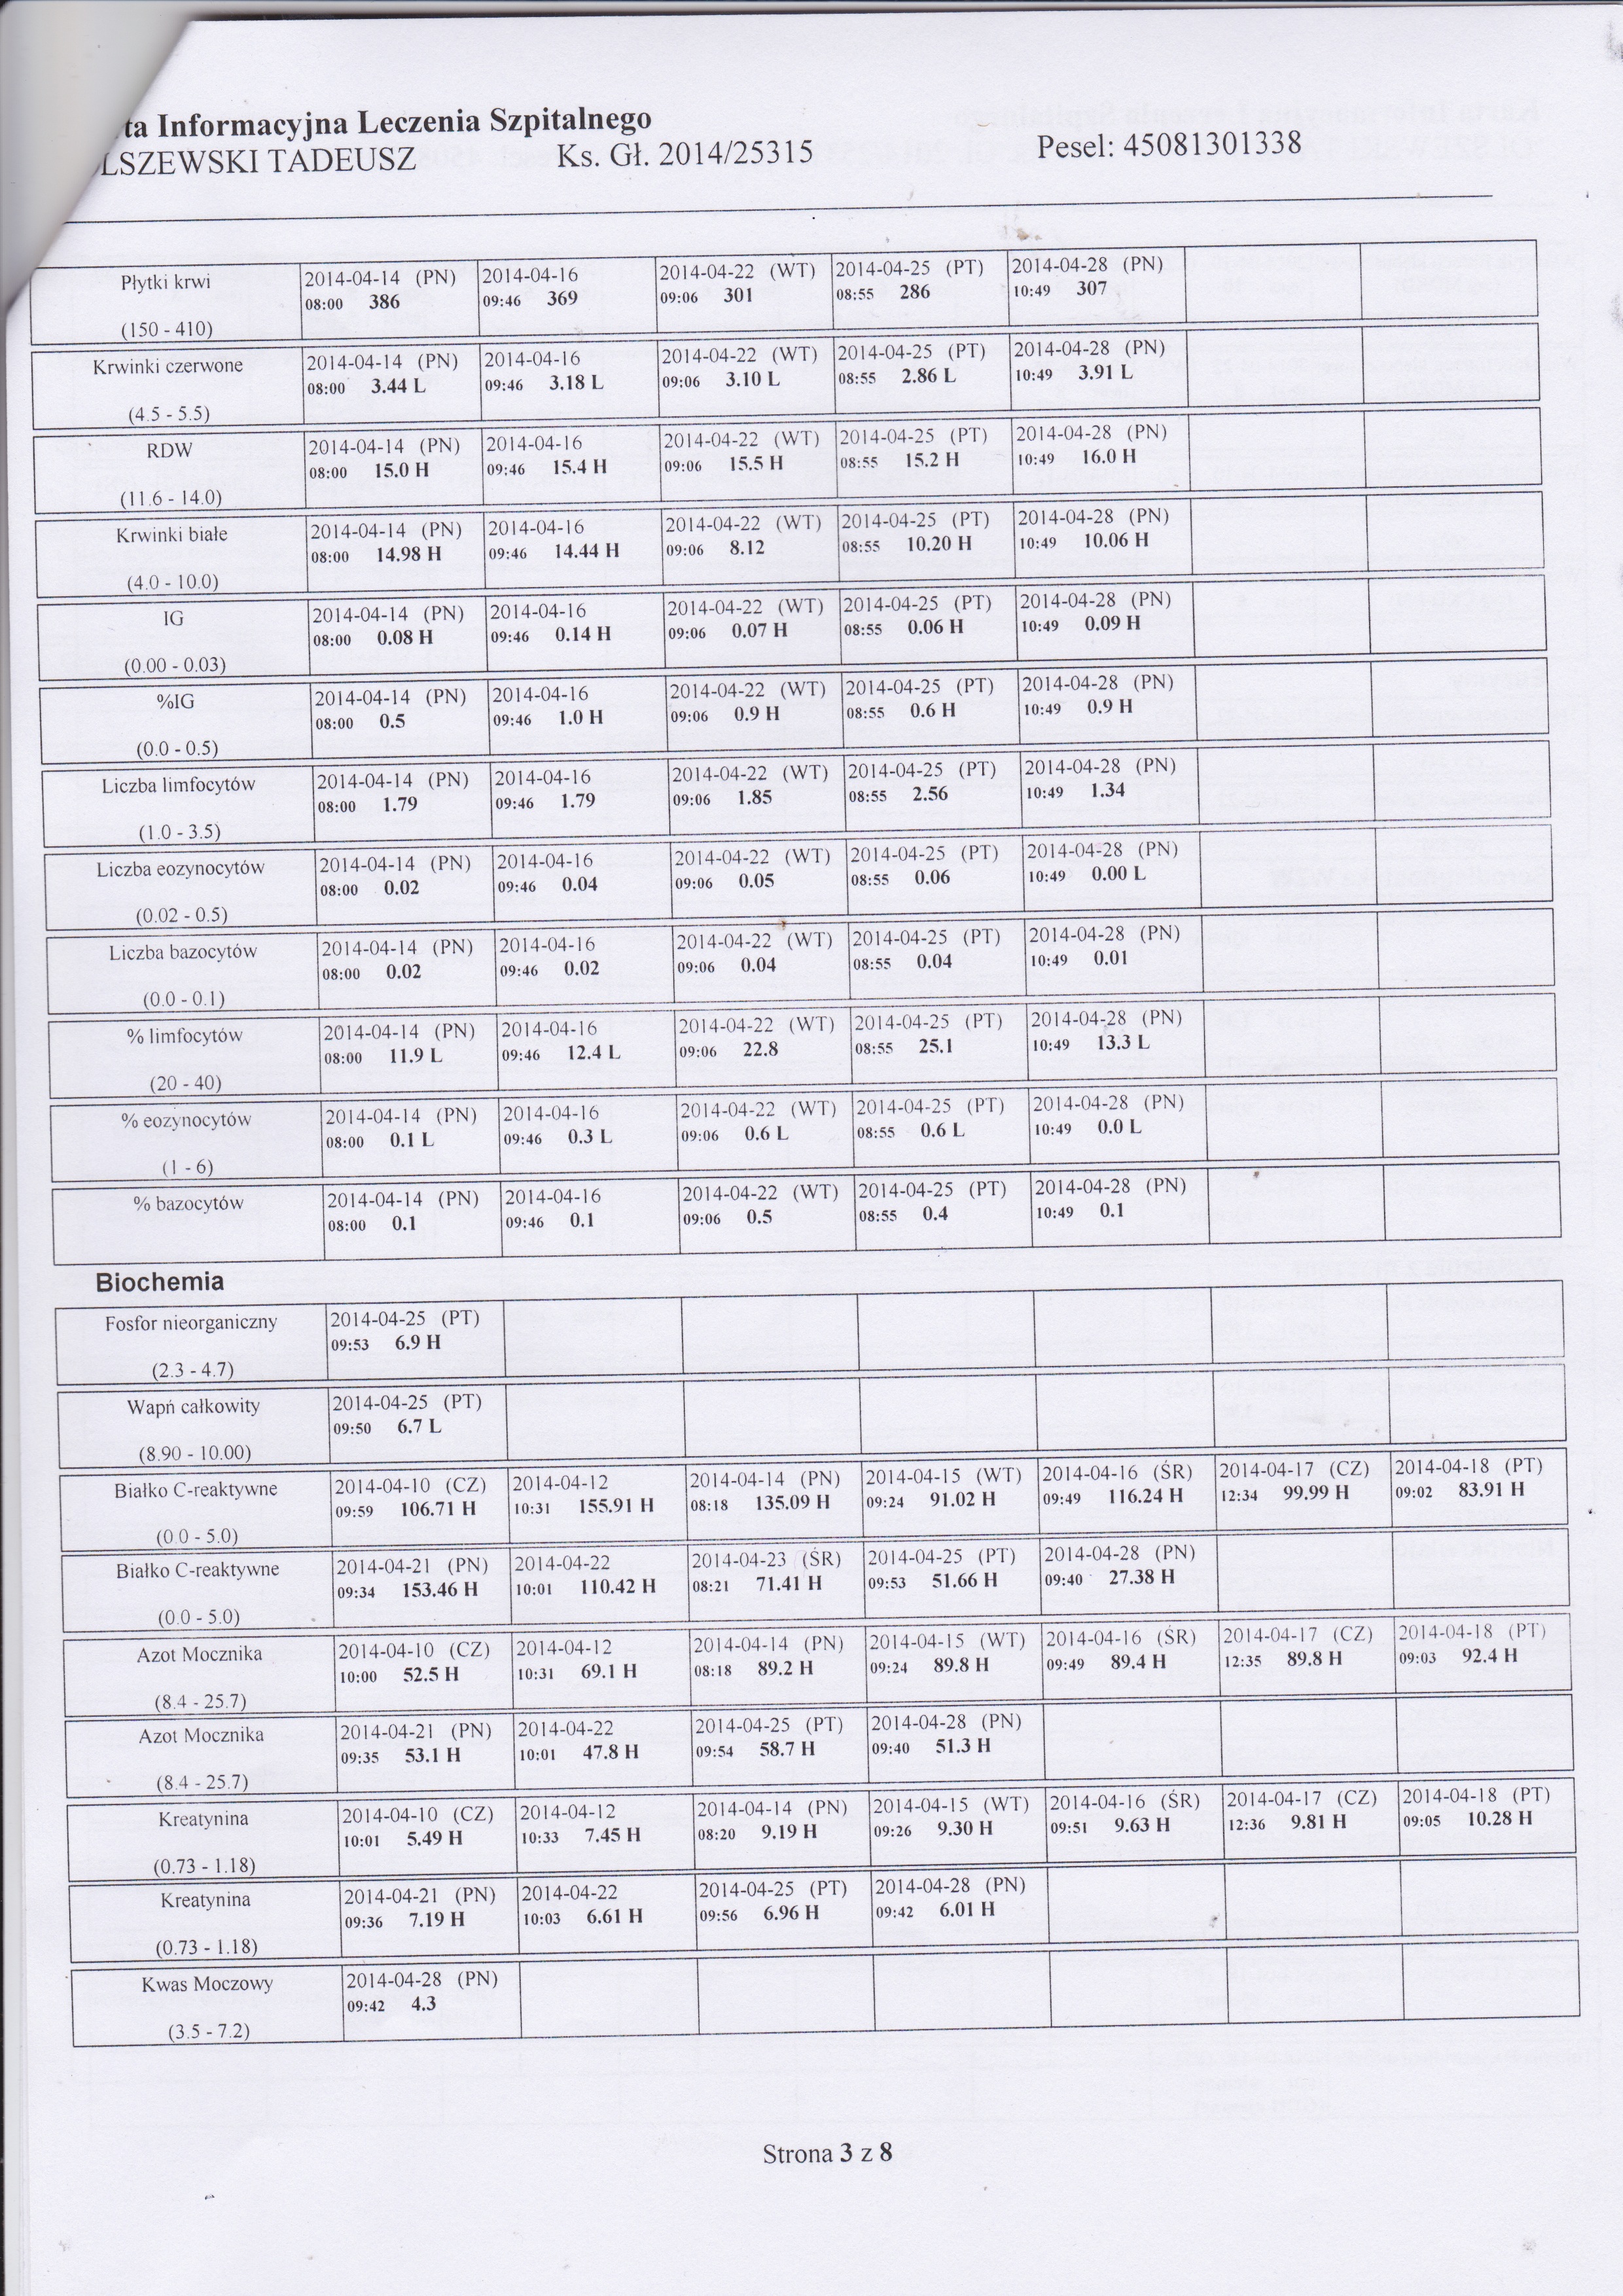 ta Informacyjna Leczenia Szpitalnego
LSZEWSKI TADEUSZ Ks. Gł. 2014/25315 Pesel: 45081301338
Płytki krwi 2014-04-14 (PN) 2014-04-16 2014-04-22 (WT) 2014-04-25 (PT) 2014-04-28 (PN)
08:00 386 09:46 369 09:06 301 08:55 286 10:49 307
(150 - 410)
Krwinki czerwone 2014-04-14 (PN) 2014-04-16 2014-04-22 (WT) 2014-04-25 (PT) 2014-04-28 (PN)
08:00 3.44 L 09:46 3.18 L 09:06 3.10 L 08:55 2.86 L 10:49 3.91 L
(4.5 - 5.5)
RDW 2014-04-14 (PN) 2014-04-16 2014-04-22 (WT) 2014-04-25 (PT) 2014-04-28 (PN)
08:00 15.0 H 09:46 15.4 H 09:06 15.5 H 08:55 15.2 H 10:49 16.0 H
(11.6 - 14.0)
Krwinki białe 2014-04-14 (PN) 2014-04-16 2014-04-22 (WT) 2014-04-25 (PT) 2014-04-28 (PN)
08:00 14.98 H 09:46 14.44 H 09:06 8.12 08:55 10.20 H 10:49 10.06 H
(4.0 - 10.0)
IG 2014-04-14 (PN) 2014-04-16 2014-04-22 (WT) 2014-04-25 (PT) 2014-04-28 (PN)
08:00 0.08 H 09:46 0.14 H 09:06 0.07 H 08:55 0.06 H 10:49 0.09 H
(0.00 - 0.03)
%IG 2014-04-14 (PN) 2014-04-16 2014-04-22 (WT) 2014-04-25 (PT) 2014-04-28 (PN)
08:00 0.5 09:46 1.0 H 09:06 0.9 H 08:55 0.6 H 10:49 0.9 H
(0.0 - 0.5)
Liczba limfocytów 2014-04-14 (PN) 2014-04-16 2014-04-22 (WT) 2014-04-25 (PT) 2014-04-28 (PN)
08:00 1.79 09:46 1.79 09:06 1.85 08:55 2.56 10:49 1.34
(1.0 - 3.5)
Liczba eozynocytów 2014-04-14 (PN) 2014-04-16 2014-04-22 (WT) 2014-04-25 (PT) 2014-04-28 (PN)
08:00 0.02 09:46 0.04 09:06 0.05 08:55 0.06 10:49 0.00 L
(0.02 - 0.5)
Liczba bazocytów 2014-04-14 (PN) 2014-04-16 2014-04-22 (WT) 2014-04-25 (PT) 2014-04-28 (PN)
08:00 0.02 09:46 0.02 09:06 0.04 08:55 0.04 10:49 0.01
(0.0 - 0.1)
% limfocytów 2014-04-14 (PN) 2014-04-16 2014-04-22 (WT) 2014-04-25 (PT) 2014-04-28 (PN)
08:00 11.9 L 09:46 12.4 L 09:06 22.8 08:55 25.1 10:49 13.3 L
(20 - 40)
% eozynocytów 2014-04-14 (PN) 2014-04-16 2014-04-22 (WT) 2014-04-25 (PT) 2014-04-28 (PN)
08:00 0.1 L 09:46 0.3 L 09:06 0.6 L 08:55 0.6 L 10:49 0.0 L
(1 - 6)
% bazocytów 2014-04-14 (PN) 2014-04-16 2014-04-22 (WT) 2014-04-25 (PT) 2014-04-28 (PN)
08:00 0.1 09:46 0.1 09:06 0.5 08:55 0.4 10:49 0.1
Biochemia
Fosfor nieorganiczny 2014-04-25 (PT)
09:53 6.9 H
(2.3 - 4.7)
Wapń całkowity 2014-04-25 (PT)
09:50 6.7 L
(8.90 - 10.00)
Białko C-reaktywne 2014-04-10 (CZ) 2014-04-12 2014-04-14 (PN) 2014-04-15 (WT) 2014-04-16 (ŚR) 2014-04-17 (CZ) 2014-04-18 (PT)
09:59 106.71 H 10:31 155.91 H 08:18 135.09 H 09:24 91.02 H 09:49 116.24 H 12:34 99.99 H 09:02 83.91 H
(0.0 - 5.0)
Białko C-reaktywne 2014-04-21 (PN) 2014-04-22 2014-04-23 (ŚR) 2014-04-25 (PT) 2014-04-28 (PN)
09:34 153.46 H 10:01 110.42 H 08:21 71.41 H 09:53 51.66 H 09:40 27.38 H
(0.0 - 5.0)
Azot Mocznika 2014-04-10 (CZ) 2014-04-12 2014-04-14 (PN) 2014-04-15 (WT) 2014-04-16 (ŚR) 2014-04-17 (CZ) 2014-04-18 (PT)
10:00 52.5 H 10:31 69.1 H 08:18 89.2 H 09:24 89.8 H 09:49 89.4 H 12:35 89.8 H 09:03 92.4 H
(8.4 - 25.7)
Azot Mocznika 2014-04-21 (PN) 2014-04-22 2014-04-25 (PT) 2014-04-28 (PN)
09:35 53.1 H 10:01 47.8 H 09:54 58.7 H 09:40 51.3 H
(8.4 - 25.7)
Kreatynina 2014-04-10 (CZ) 2014-04-12 2014-04-14 (PN) 2014-04-15 (WT) 2014-04-16 (ŚR) 2014-04-17 (CZ) 2014-04-18 (PT)
10:01 5.49 H 10:33 7.45 H 08:20 9.19 H 09:26 9.30 H 09:51 9.63 H 12:36 9.81 H 09:05 10.28 H
(0.73 - 1.18)
Kreatynina 2014-04-21 (PN) 2014-04-22 2014-04-25 (PT) 2014-04-28 (PN)
09:36 7.19 H 10:03 6.61 H 09:56 6.96 H 09:42 6.01 H
(0.73 - 1.18)
Kwas Moczowy 2014-04-28 (PN)
09:42 4.3
(3.5 - 7.2)
Strona 3 z 8